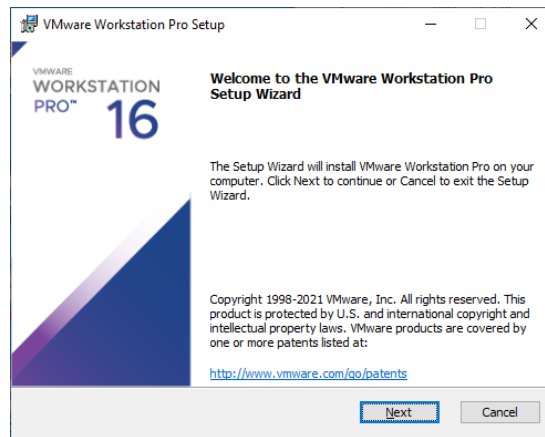 VMware Workstation Pro Setup
VMWARE
WORKSTATION
PRO™ 16
Welcome to the VMware Workstation Pro
Setup Wizard
The Setup Wizard will install VMware Workstation Pro on your
computer. Click Next to continue or Cancel to exit the Setup
Wizard.
Copyright 1998-2021 VMware, Inc. All rights reserved. This
product is protected by U.S. and international copyright and
intellectual property laws. VMware products are covered by
one or more patents listed at:
http://www.vmware.com/go/patents
Next Cancel